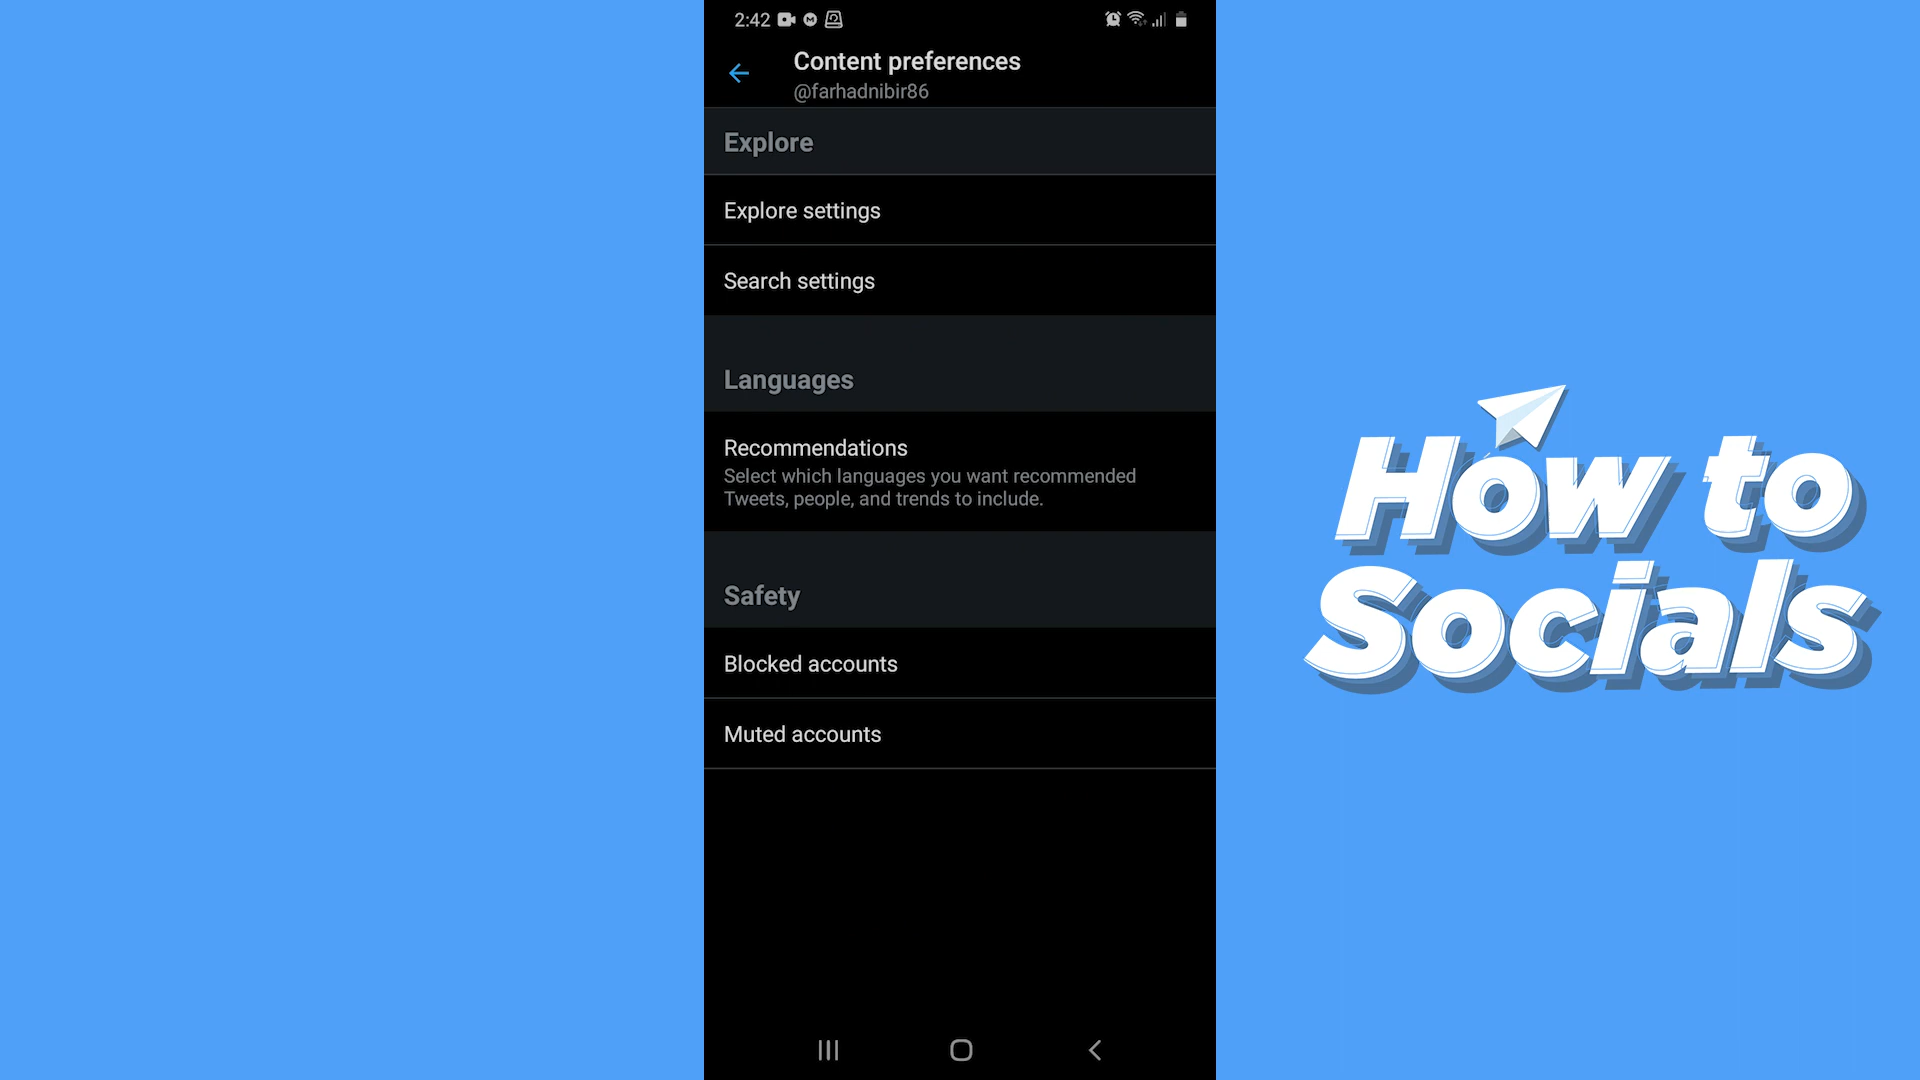 2:42
Content preferences
@farhadnibir86
Explore
Explore settings
Search settings
Languages
Recommendations
Select which languages you want recommended
Tweets, people, and trends to include.
Safety
Blocked accounts
Muted accounts
How to
Socials